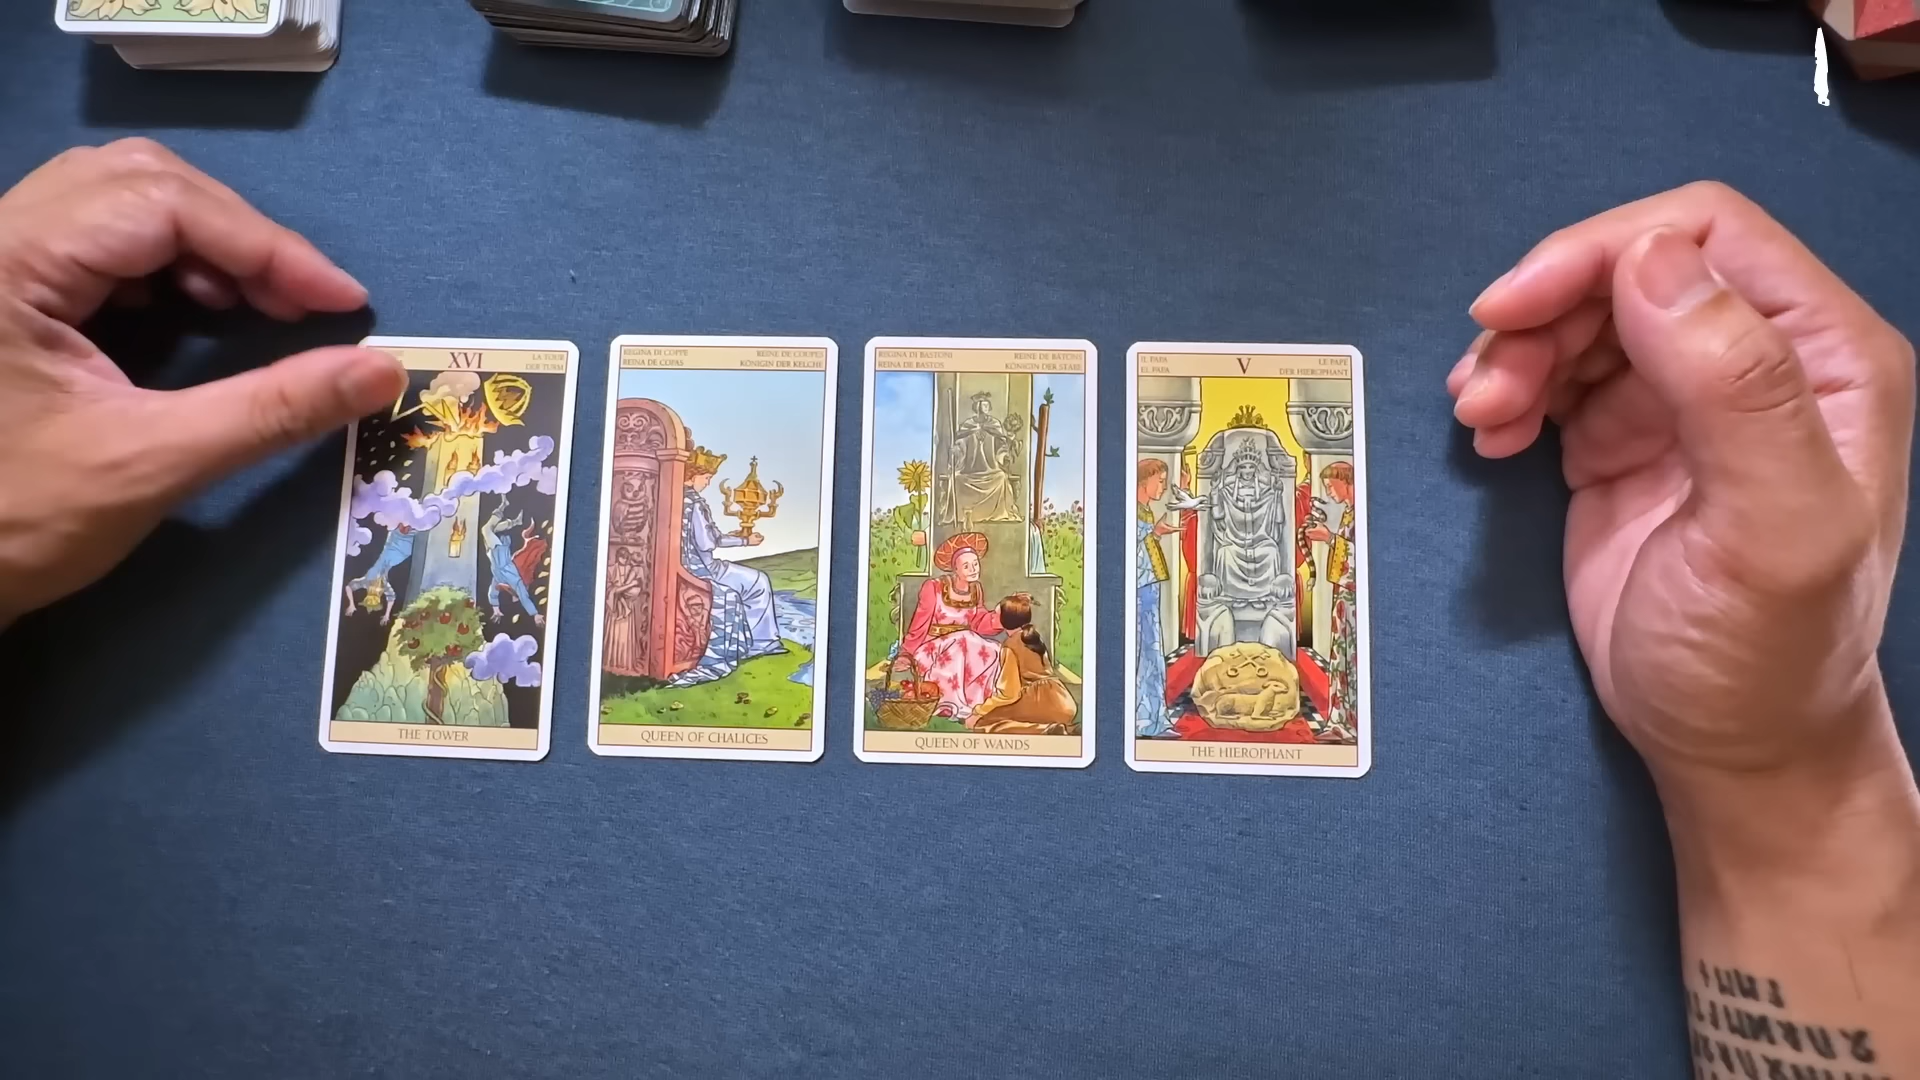 XVI
LA TOUR
DER TURM
THE TOWER
REGINA DI COPPE
REINA DE COPAS
REINE DE COUPES
KÖNIGIN DER KELCHE
QUEEN OF CHALICES
REGINA DI BASTONI
REINA DE BASTOS
REINE DE BATONS
KÖNIGIN DER STÄBE
QUEEN OF WANDS
IL PAPA
EL PAPA
V
LE PAPE
DER HIEROPHANT
THE HIEROPHANT